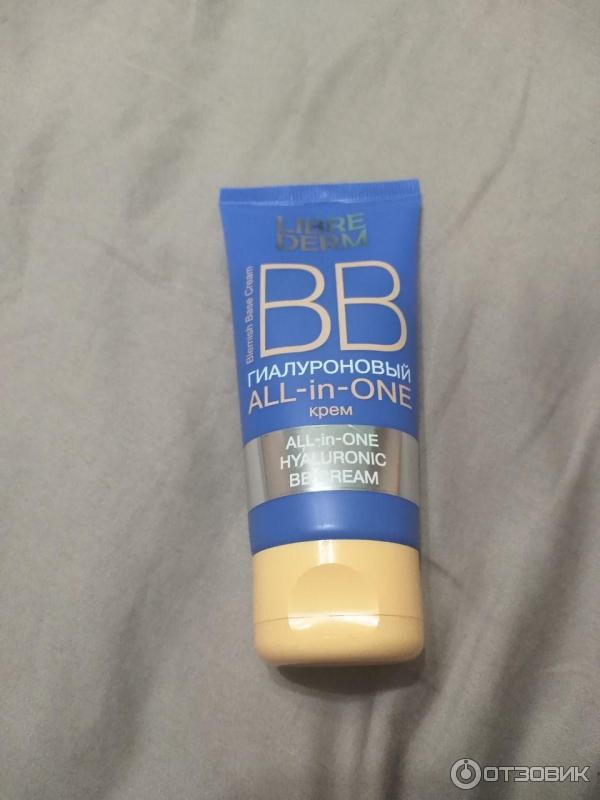 LIBRE
DERM
Blemish Base Cream
BB
ГИАЛУРОНОВЫЙ
ALL-in-ONE
крем
ALL-in-ONE
HYALURONIC
BB CREAM
ОТЗОВИК